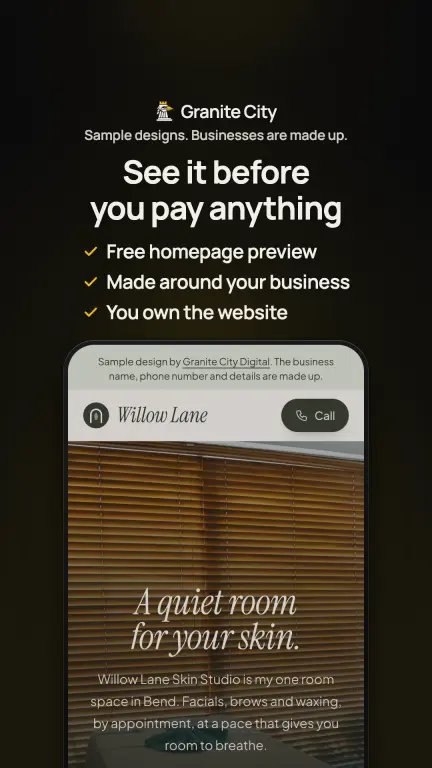 Granite City
Sample designs. Businesses are made up.
See it before
you pay anything
Free homepage preview
Made around your business
You own the website
Sample design by Granite City Digital. The business
name, phone number and details are made up.
Willow Lane
Call
A quiet room
for your skin.
Willow Lane Skin Studio is my one room
space in Bend. Facials, brows and waxing,
by appointment, at a pace that gives you
room to breathe.